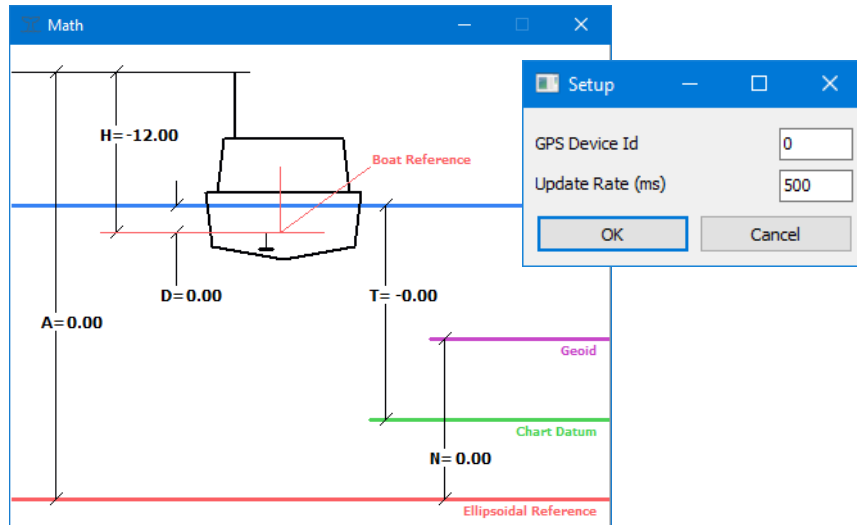 Math
Setup
H= -12.00
GPS Device Id
0
Boat Reference
Update Rate (ms)
500
OK
Cancel
D=0.00
T= -0.00
A=0.00
Geoid
Chart Datum
N= 0.00
Ellipsoidal Reference